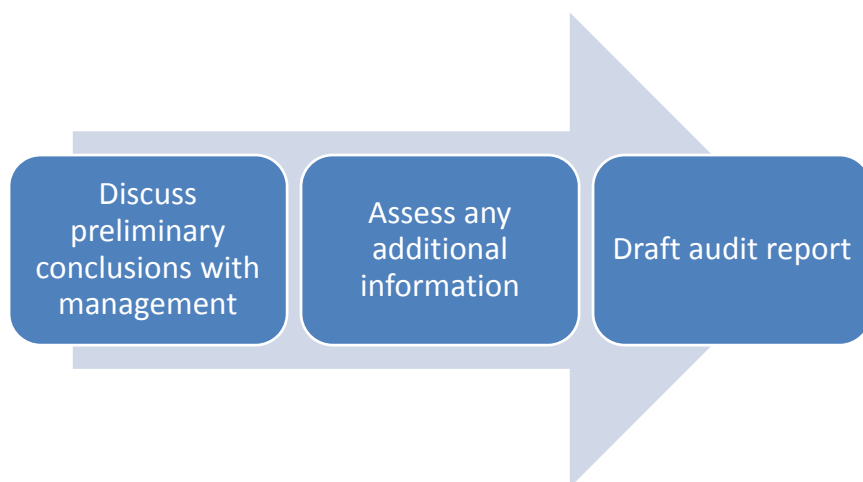 Discuss
preliminary
conclusions with
management
Assess any
additional
information
Draft audit report